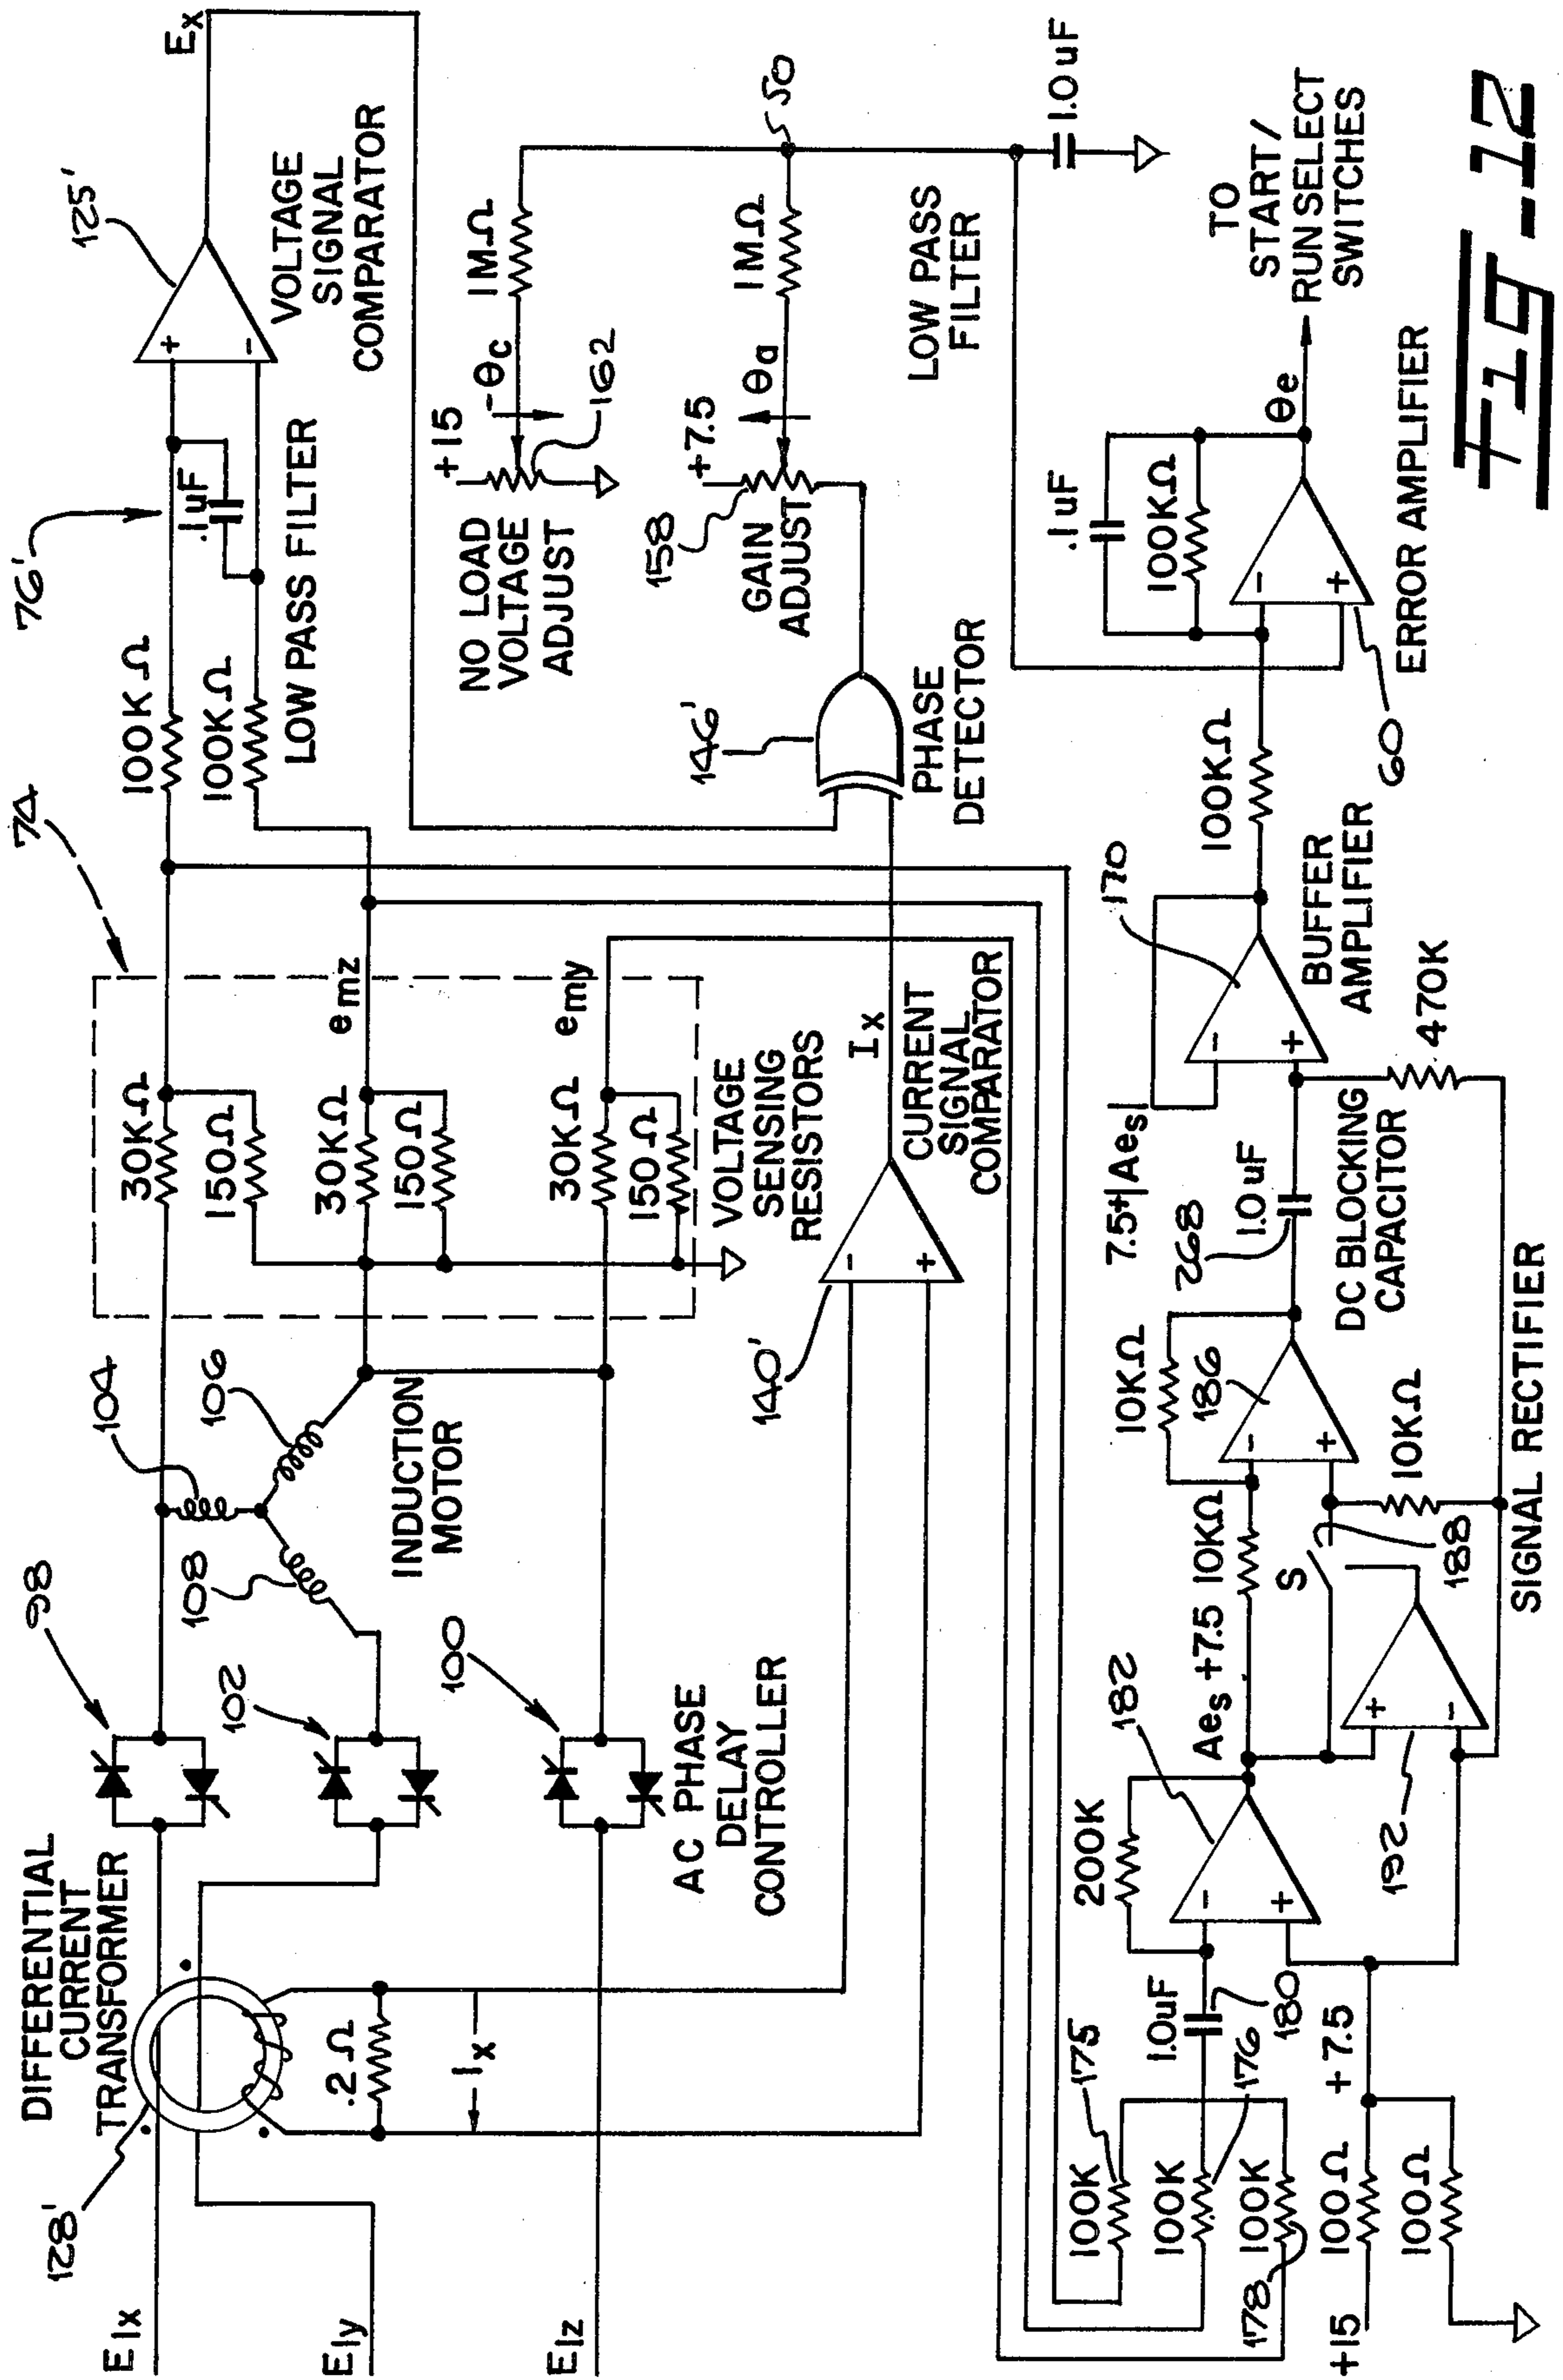 Fig-12
E1x
E1y
E1z
128'
DIFFERENTIAL
CURRENT
TRANSFORMER
.2Ω
Ix
98
102
100
AC PHASE
DELAY
CONTROLLER
104
106
108
INDUCTION
MOTOR
74
30KΩ
150Ω
30KΩ
150Ω
30KΩ
150Ω
emz
emy
VOLTAGE
SENSING
RESISTORS
140'
-
+
Ix
CURRENT
SIGNAL
COMPARATOR
76'
100KΩ
100KΩ
.1uF
LOW PASS FILTER
125'
+
-
VOLTAGE
SIGNAL
COMPARATOR
Ex
146'
PHASE
DETECTOR
NO LOAD
VOLTAGE
ADJUST
+15
-θc
162
1MΩ
158
GAIN
ADJUST
+7.5
θa
1MΩ
50
LOW PASS
FILTER
1.0uF
175
100K
100K
176
100K
178
100Ω
100Ω
+15
+7.5
1.0uF
180
200K
182
-
+
Aes+7.5
10KΩ
192
+
-
S
188
10KΩ
186
-
+
10KΩ
SIGNAL RECTIFIER
268
1.0uF
DC BLOCKING
CAPACITOR
7.5+|Aes|
470K
170
-
+
BUFFER
AMPLIFIER
100KΩ
.1uF
100KΩ
-
+
60
ERROR AMPLIFIER
θe
TO
START/
RUN SELECT
SWITCHES